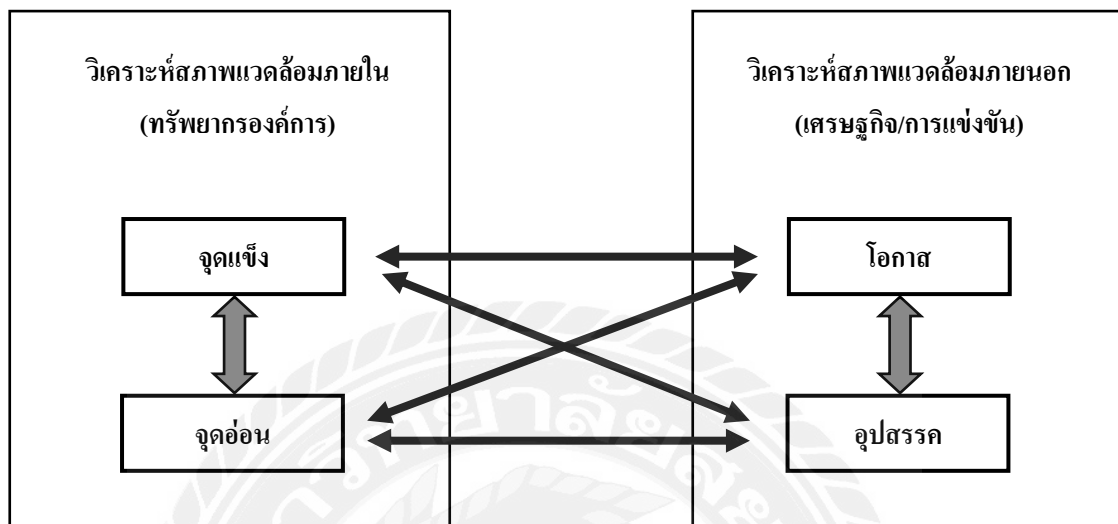 วิเคราะห์สภาพแวดล้อมภายใน
(ทรัพยากรองค์การ)
จุดแข็ง
จุดอ่อน
วิเคราะห์สภาพแวดล้อมภายนอก
(เศรษฐกิจ/การแข่งขัน)
โอกาส
อุปสรรค